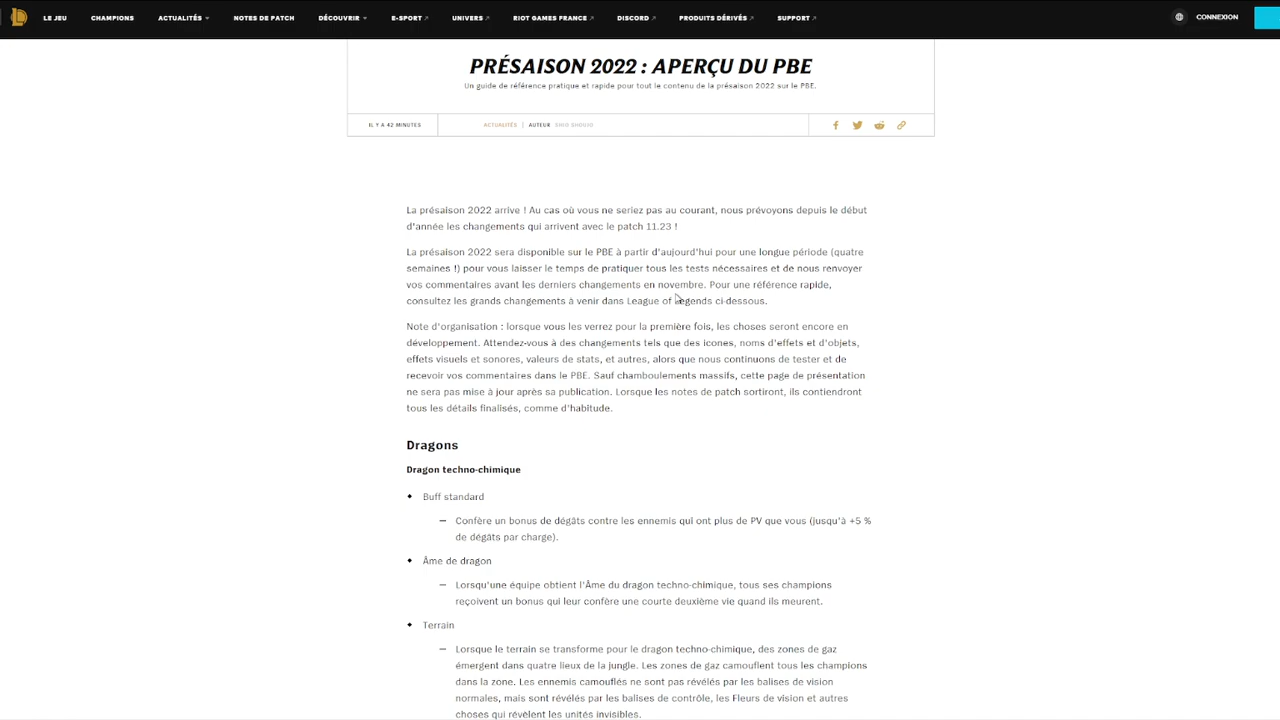 LE JEU CHAMPIONS ACTUALITÉS NOTES DE PATCH DÉCOUVRIR E-SPORT UNIVERS RIOT GAMES FRANCE DISCORD PRODUITS DÉRIVÉS SUPPORT CONNEXION
PRÉSAISON 2022 : APERÇU DU PBE
Un guide de référence pratique et rapide pour tout le contenu de la présaison 2022 sur le PBE.
IL Y A 42 MINUTES ACTUALITÉS | AUTEUR
La présaison 2022 arrive ! Au cas où vous ne seriez pas au courant, nous prévoyons depuis le début
d'année les changements qui arrivent avec le patch 11.23 !
La présaison 2022 sera disponible sur le PBE à partir d'aujourd'hui pour une longue période (quatre
semaines !) pour vous laisser le temps de pratiquer tous les tests nécessaires et de nous renvoyer
vos commentaires avant les derniers changements en novembre. Pour une référence rapide,
consultez les grands changements à venir dans League of Legends ci-dessous.
Note d'organisation : lorsque vous les verrez pour la première fois, les choses seront encore en
développement. Attendez-vous à des changements tels que des icones, noms d'effets et d'objets,
effets visuels et sonores, valeurs de stats, et autres, alors que nous continuons de tester et de
recevoir vos commentaires dans le PBE. Sauf chamboulements massifs, cette page de présentation
ne sera pas mise à jour après sa publication. Lorsque les notes de patch sortiront, ils contiendront
tous les détails finalisés, comme d'habitude.
Dragons
Dragon techno-chimique
Buff standard
— Confère un bonus de dégâts contre les ennemis qui ont plus de PV que vous (jusqu'à +5 %
de dégâts par charge).
Âme de dragon
— Lorsqu'une équipe obtient l'Âme du dragon techno-chimique, tous ses champions
reçoivent un bonus qui leur confère une courte deuxième vie quand ils meurent.
Terrain
— Lorsque le terrain se transforme pour le dragon techno-chimique, des zones de gaz
émergent dans quatre lieux de la jungle. Les zones de gaz camouflent tous les champions
dans la zone. Les ennemis camouflés ne sont pas révélés par les balises de vision
normales, mais sont révélés par les balises de contrôle, les Fleurs de vision et autres
choses qui révèlent les unités invisibles.